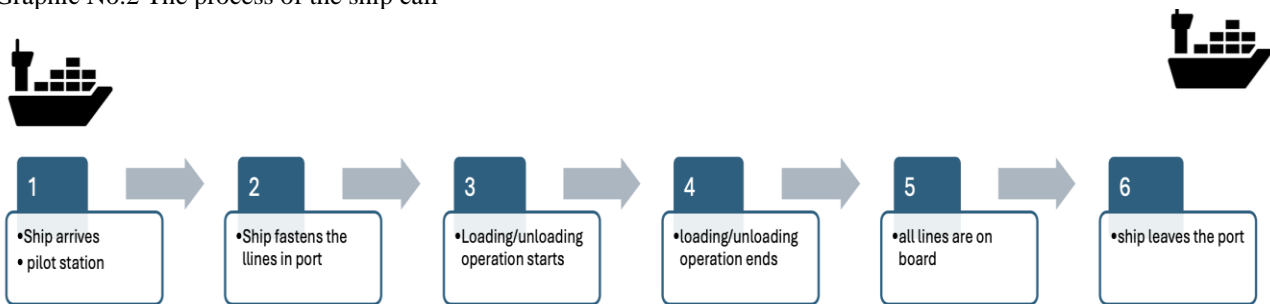 Graphic No.2 The process of the ship call
1
•Ship arrives
• pilot station
2
•Ship fastens the
llines in port
3
•Loading/unloading
operation starts
4
•loading/unloading
operation ends
5
•all lines are on
board
6
•ship leaves the port